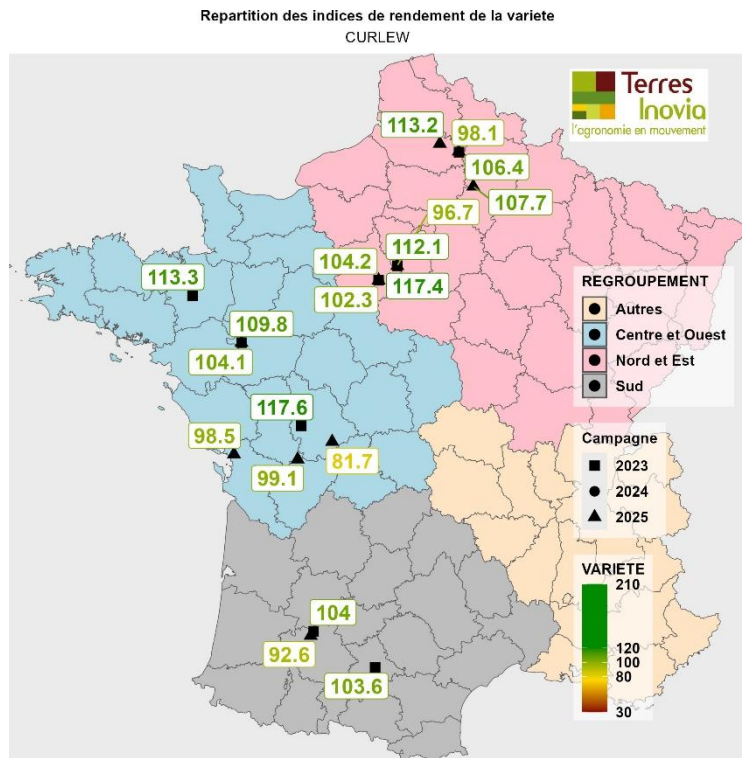 Repartition des indices de rendement de la variete
CURLEW
Terres
Inovia
l'agronomie en mouvement
113.2
98.1
106.4
107.7
96.7
112.1
104.2
117.4
102.3
113.3
109.8
104.1
117.6
98.5
99.1
81.7
104
92.6
103.6
REGROUPEMENT
Autres
Centre et Ouest
Nord et Est
Sud
Campagne
2023
2024
2025
VARIETE
210
120
100
80
30